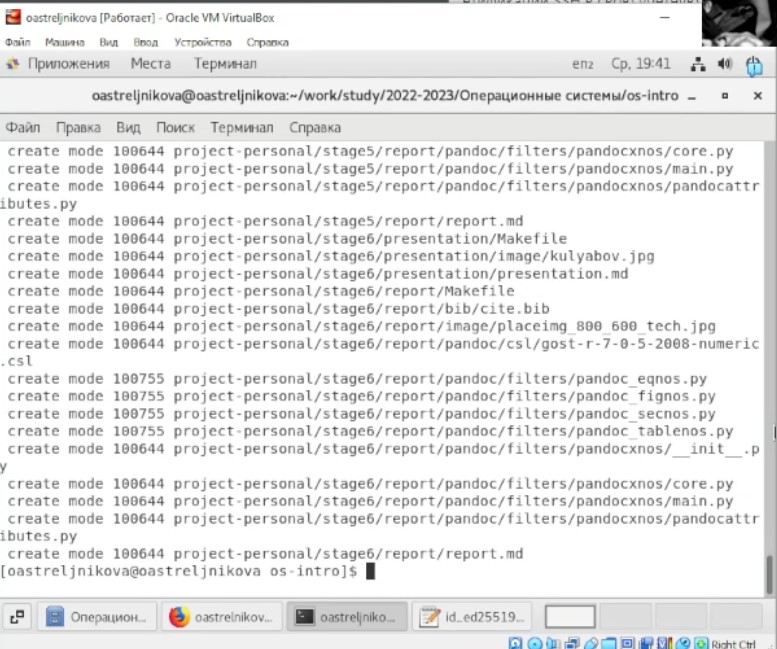 oastreljnikova [Работает] - Oracle VM VirtualBox
Файл Машина Вид Ввод Устройства Справка
Приложения Места Терминал en₂ Ср, 19:41
oastreljnikova@oastreljnikova:~/work/study/2022-2023/Операционные системы/os-intro
Файл Правка Вид Поиск Терминал Справка
create mode 100644 project-personal/stage5/report/pandoc/filters/pandocxnos/core.py
create mode 100644 project-personal/stage5/report/pandoc/filters/pandocxnos/main.py
create mode 100644 project-personal/stage5/report/pandoc/filters/pandocxnos/pandocattr
ibutes.py
create mode 100644 project-personal/stage5/report/report.md
create mode 100644 project-personal/stage6/presentation/Makefile
create mode 100644 project-personal/stage6/presentation/image/kulyabov.jpg
create mode 100644 project-personal/stage6/presentation/presentation.md
create mode 100644 project-personal/stage6/report/Makefile
create mode 100644 project-personal/stage6/report/bib/cite.bib
create mode 100644 project-personal/stage6/report/image/placeimg_800_600_tech.jpg
create mode 100644 project-personal/stage6/report/pandoc/csl/gost-r-7-0-5-2008-numeric
.csl
create mode 100755 project-personal/stage6/report/pandoc/filters/pandoc_eqnos.py
create mode 100755 project-personal/stage6/report/pandoc/filters/pandoc_fignos.py
create mode 100755 project-personal/stage6/report/pandoc/filters/pandoc_secnos.py
create mode 100755 project-personal/stage6/report/pandoc/filters/pandoc_tablenos.py
create mode 100644 project-personal/stage6/report/pandoc/filters/pandocxnos/__init__.p
y
create mode 100644 project-personal/stage6/report/pandoc/filters/pandocxnos/core.py
create mode 100644 project-personal/stage6/report/pandoc/filters/pandocxnos/main.py
create mode 100644 project-personal/stage6/report/pandoc/filters/pandocxnos/pandocattr
ibutes.py
create mode 100644 project-personal/stage6/report/report.md
[oastreljnikova@oastreljnikova os-intro]$
Операцион... oastrelnikov... oastreljniko... id_ed25519...
Right Ctrl